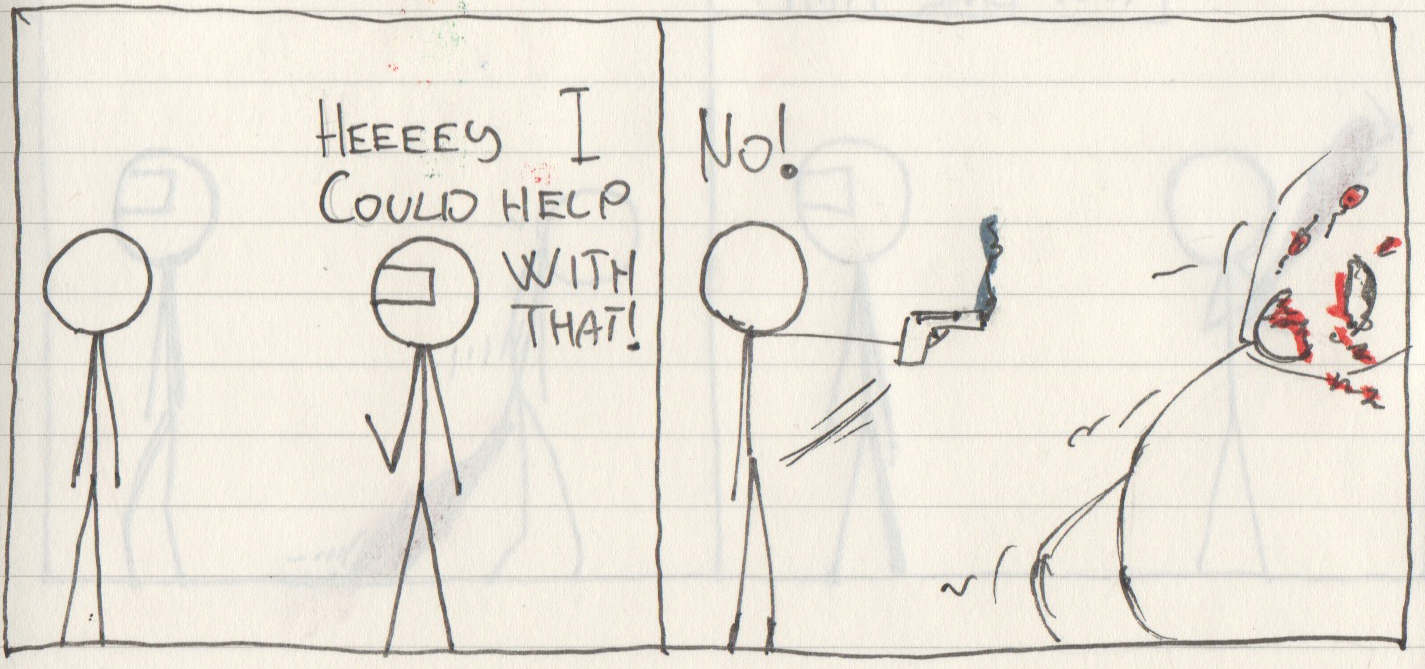 HEEEEY I
COULD HELP
WITH
THAT!
NO!